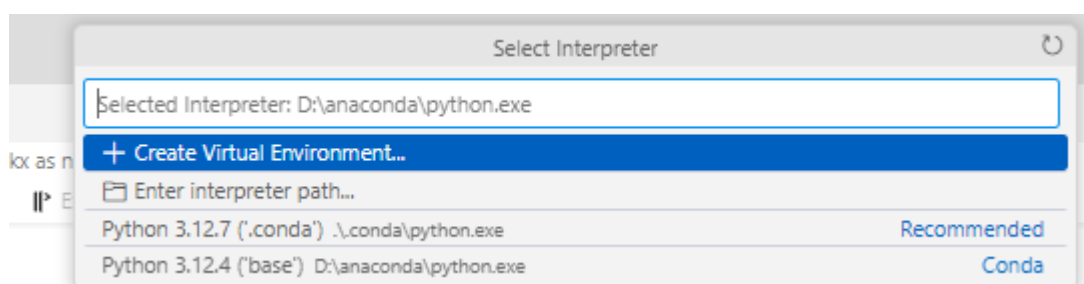 Select Interpreter
Selected Interpreter: D:\anaconda\python.exe
+ Create Virtual Environment...
kx as n
Enter interpreter path...
E
Python 3.12.7 ('.conda') .\.conda\python.exe Recommended
Python 3.12.4 ('base') D:\anaconda\python.exe Conda